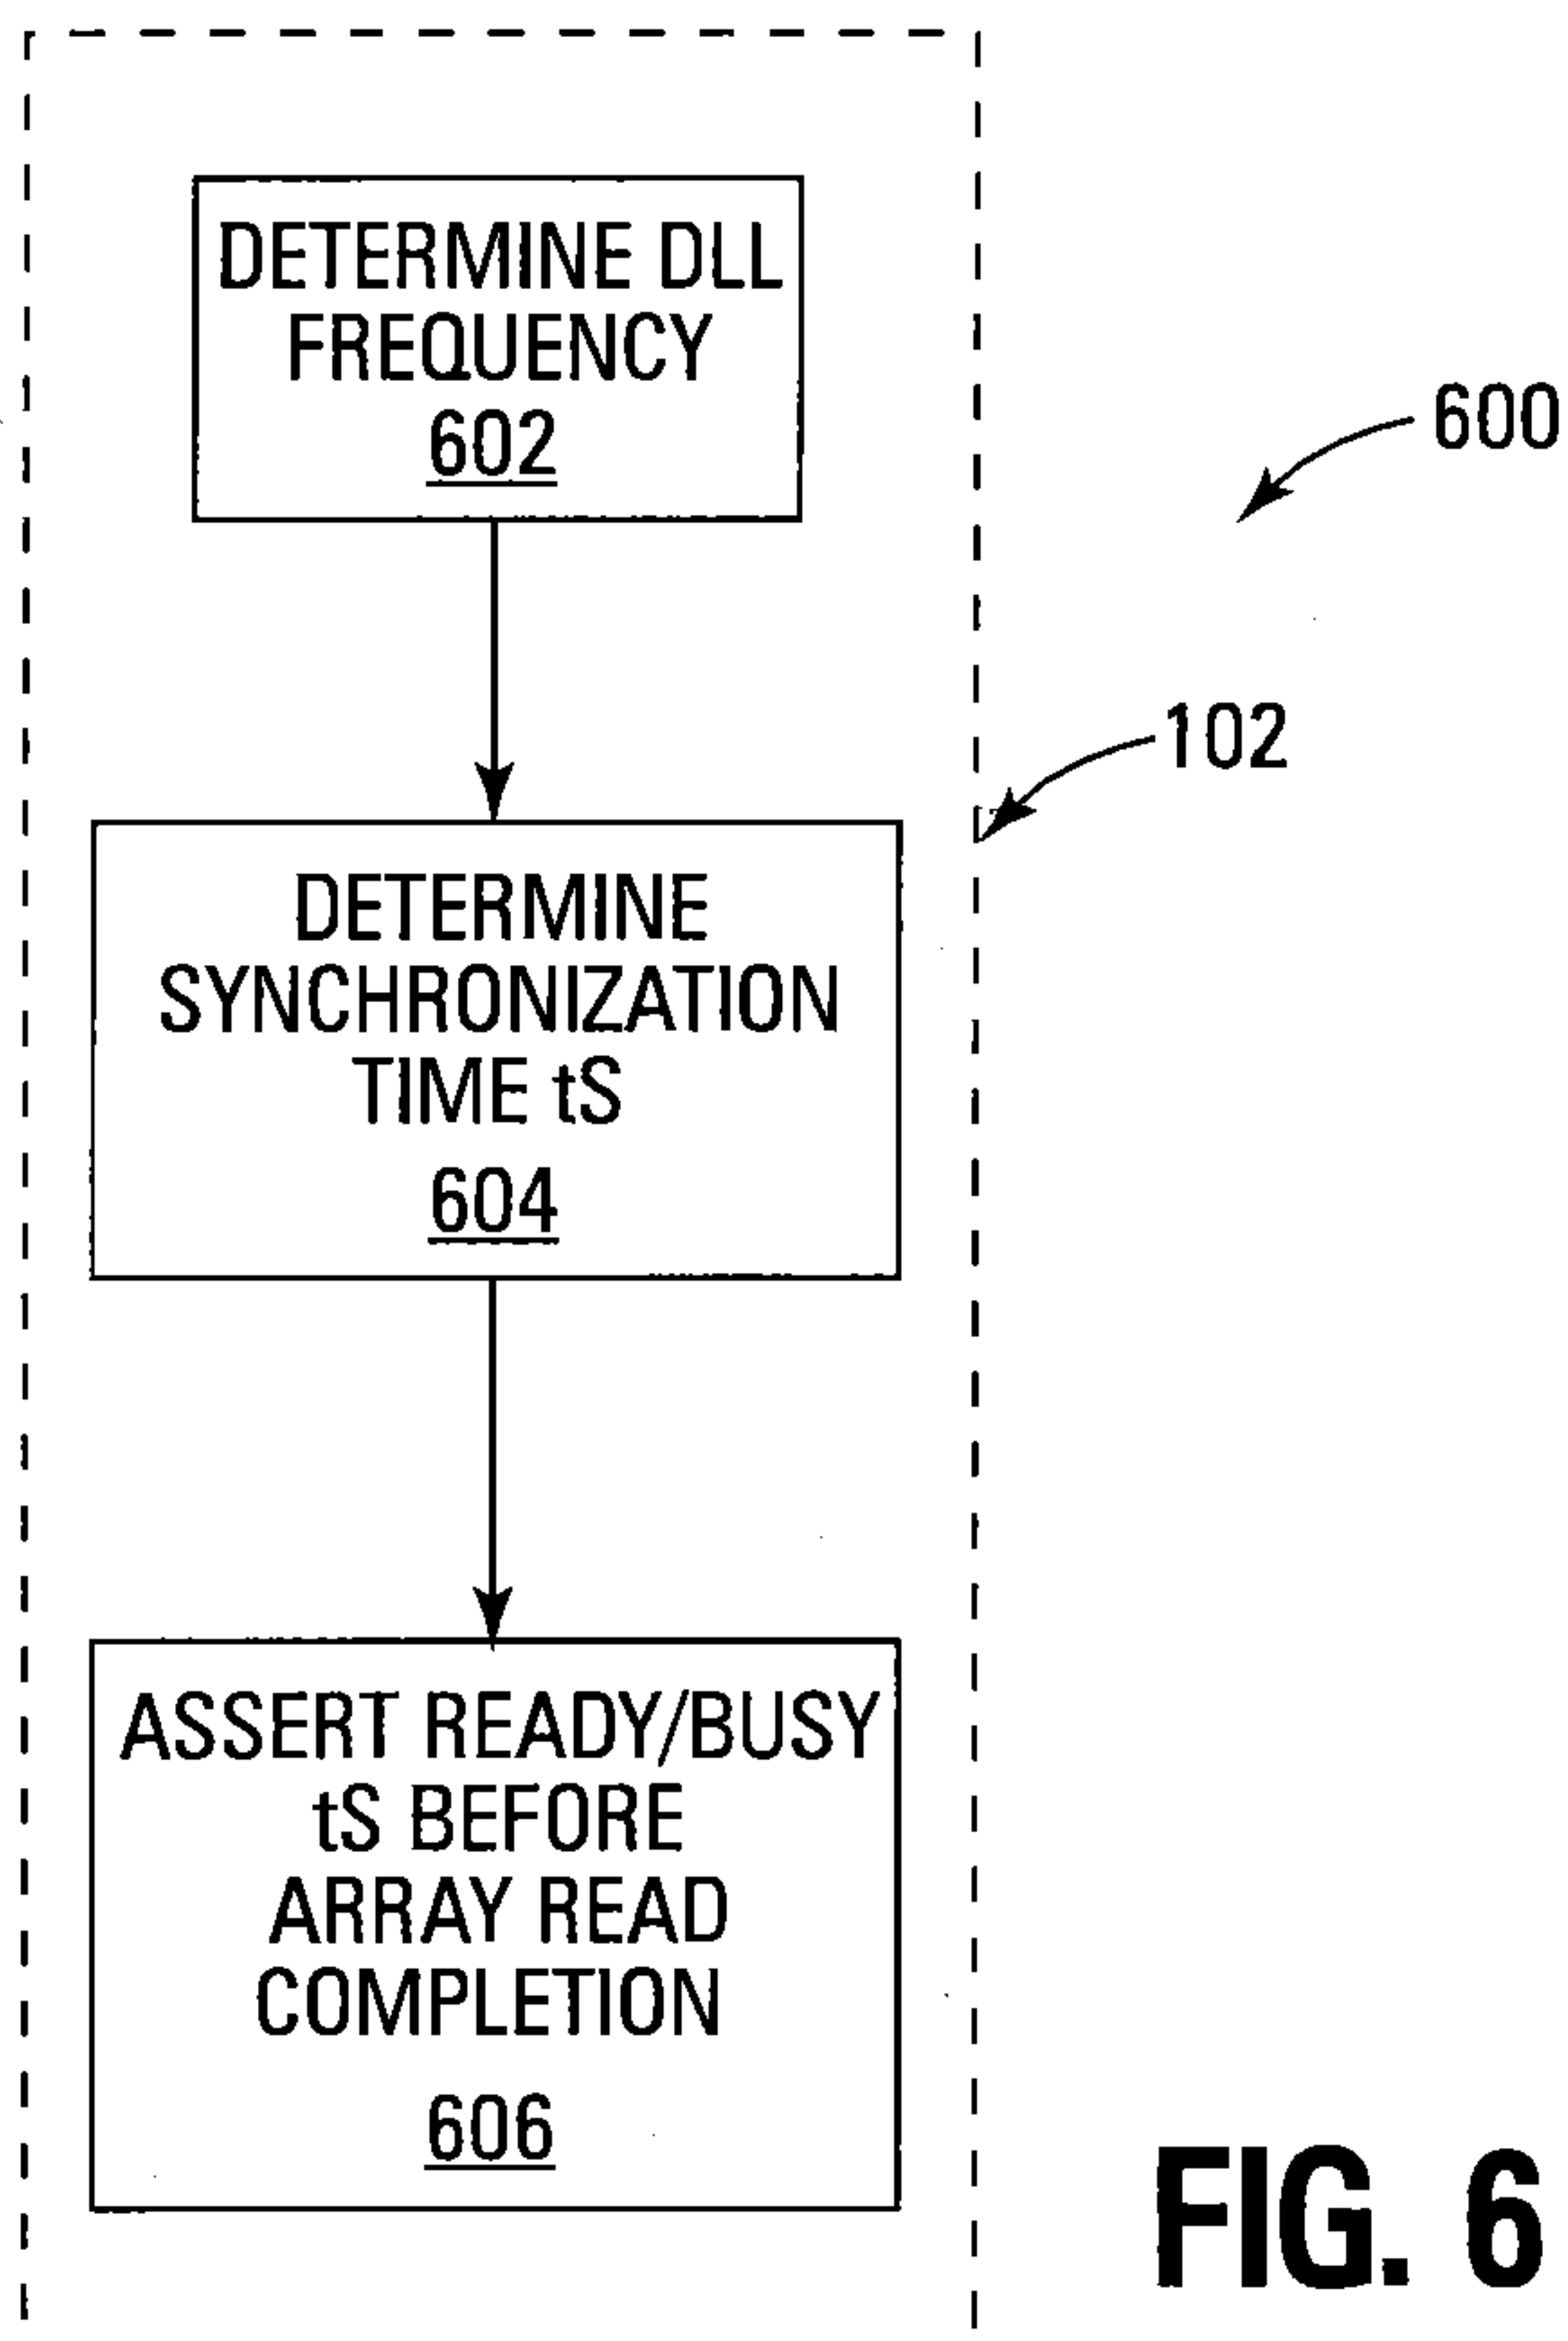 DETERMINE DLL
FREQUENCY
602
600
102
DETERMINE
SYNCHRONIZATION
TIME tS
604
ASSERT READY/BUSY
tS BEFORE
ARRAY READ
COMPLETION
606
FIG. 6